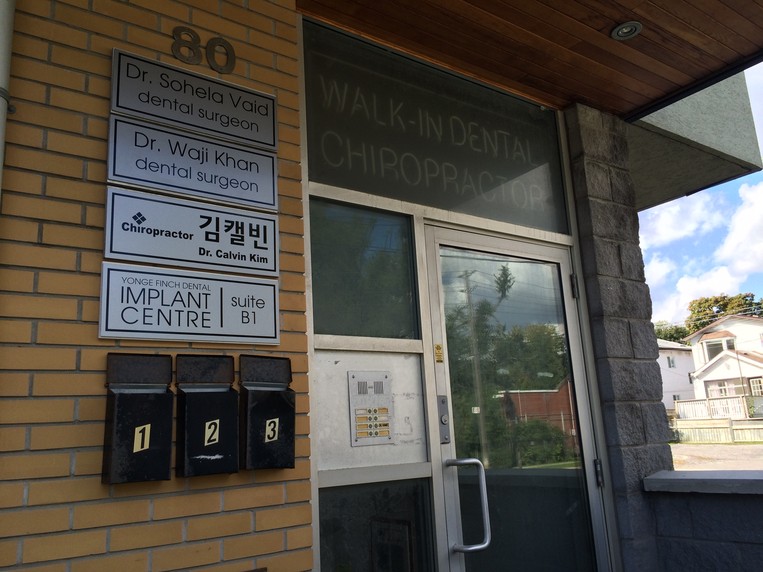 80
Dr. Sohela Vaid
dental surgeon
Dr. Waji Khan
dental surgeon
Chiropractor 김캘빈
Dr. Calvin Kim
YONGE FINCH DENTAL
IMPLANT CENTRE
suite B1
1 2 3
WALK-IN DENTAL
CHIROPRACTOR